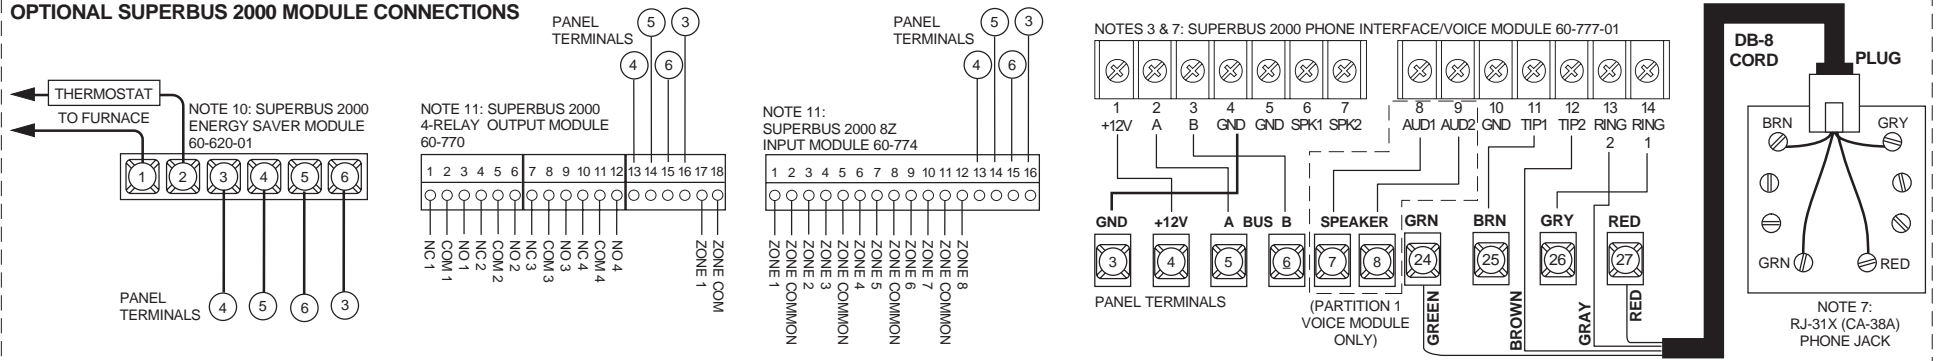 OPTIONAL SUPERBUS 2000 MODULE CONNECTIONS
THERMOSTAT
TO FURNACE
NOTE 10: SUPERBUS 2000
ENERGY SAVER MODULE
60-620-01
1 2 3 4 5 6
PANEL
TERMINALS
4 5 6 3
PANEL
TERMINALS
5 3
4 6
NOTE 11: SUPERBUS 2000
4-RELAY OUTPUT MODULE
60-770
1 2 3 4 5 6 7 8 9 10 11 12 13 14 15 16 17 18
NC 1
COM 1
NO 1
NC 2
COM 2
NO 2
NC 3
COM 3
NO 3
NC 4
COM 4
NO 4
ZONE 1
ZONE COM
PANEL
TERMINALS
5 3
4 6
NOTE 11:
SUPERBUS 2000 8Z
INPUT MODULE 60-774
1 2 3 4 5 6 7 8 9 10 11 12 13 14 15 16
ZONE 1
ZONE COMMON
ZONE 2
ZONE 3
ZONE COMMON
ZONE 4
ZONE 5
ZONE COMMON
ZONE 6
ZONE 7
ZONE COMMON
ZONE 8
NOTES 3 & 7: SUPERBUS 2000 PHONE INTERFACE/VOICE MODULE 60-777-01
1 2 3 4 5 6 7 8 9 10 11 12 13 14
+12V A B GND GND SPK1 SPK2 AUD1 AUD2 GND TIP1 TIP2 RING RING
2 1
GND +12V A BUS B SPEAKER GRN BRN GRY RED
3 4 5 6 7 8 24 25 26 27
PANEL TERMINALS
(PARTITION 1
VOICE MODULE
ONLY)
GREEN
BROWN
GRAY
RED
DB-8
CORD
PLUG
BRN
GRY
GRN
RED
NOTE 7:
RJ-31X (CA-38A)
PHONE JACK